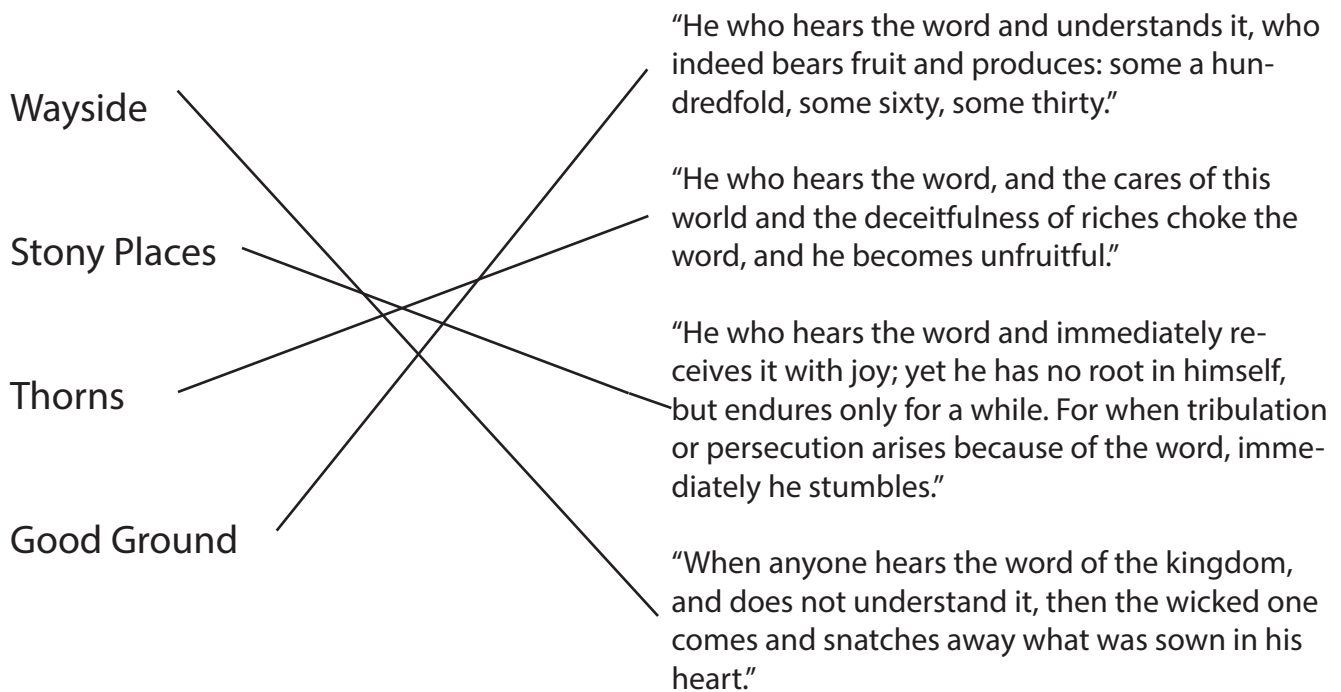 Wayside
Stony Places
Thorns
Good Ground
“He who hears the word and understands it, who
indeed bears fruit and produces: some a hun-
dredfold, some sixty, some thirty.”
“He who hears the word, and the cares of this
world and the deceitfulness of riches choke the
word, and he becomes unfruitful.”
“He who hears the word and immediately re-
ceives it with joy; yet he has no root in himself,
but endures only for a while. For when tribulation
or persecution arises because of the word, imme-
diately he stumbles.”
“When anyone hears the word of the kingdom,
and does not understand it, then the wicked one
comes and snatches away what was sown in his
heart.”